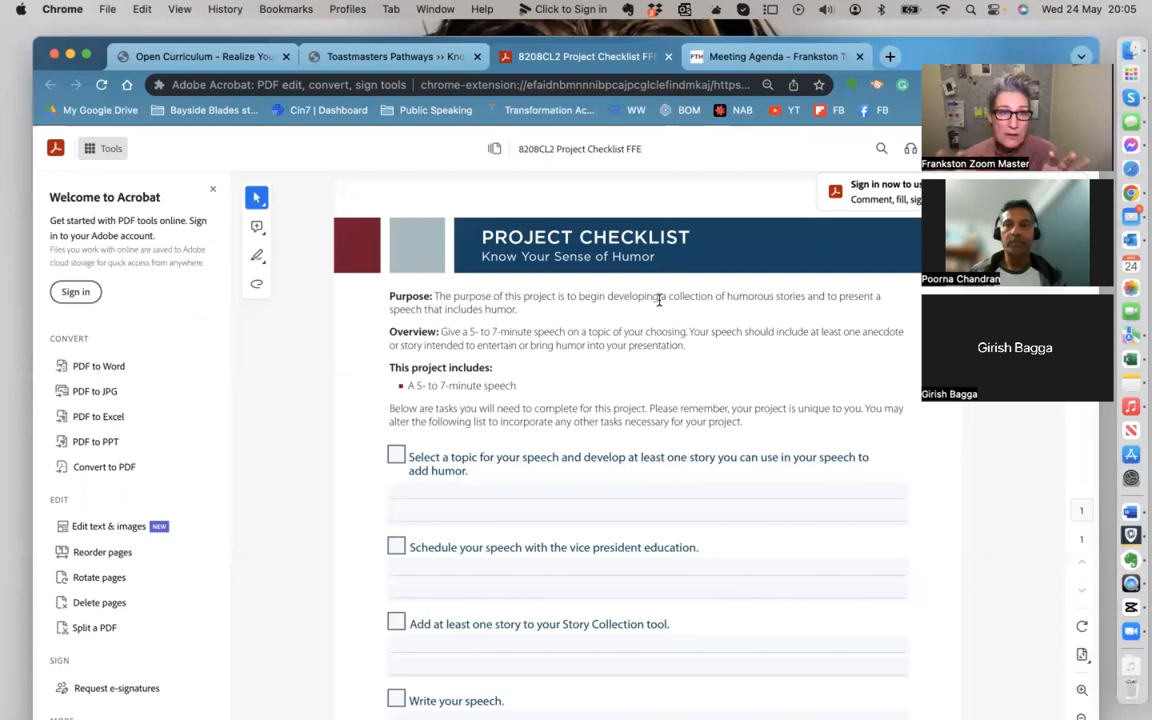 Chrome File Edit View History Bookmarks Profiles Tab Window Help Click to Sign in Wed 24 May 20:05
Open Curriculum - Realize You Toastmasters Pathways >> Kno 8208CL2 Project Checklist FFE FTH Meeting Agenda - Frankston T
Adobe Acrobat: PDF edit, convert, sign tools chrome-extension://efaidnbmnnnibpcajpcglclefindmkaj/https...
My Google Drive Bayside Blades st... Cin7 | Dashboard Public Speaking Transformation Ac... WW BOM NAB YT FB FB
Tools 8208CL2 Project Checklist FFE
Welcome to Acrobat
Get started with PDF tools online. Sign
in to your Adobe account.
Files you work with online are saved to Adobe
cloud storage for quick access from anywhere.
Sign in
CONVERT
PDF to Word
PDF to JPG
PDF to Excel
PDF to PPT
Convert to PDF
EDIT
Edit text & images NEW
Reorder pages
Rotate pages
Delete pages
Split a PDF
SIGN
Request e-signatures
Sign in now to us
Comment, fill, sig
PROJECT CHECKLIST
Know Your Sense of Humor
Purpose: The purpose of this project is to begin developing a collection of humorous stories and to present a
speech that includes humor.
Overview: Give a 5- to 7-minute speech on a topic of your choosing. Your speech should include at least one anecdote
or story intended to entertain or bring humor into your presentation.
This project includes:
A 5- to 7-minute speech
Below are tasks you will need to complete for this project. Please remember, your project is unique to you. You may
alter the following list to incorporate any other tasks necessary for your project.
Select a topic for your speech and develop at least one story you can use in your speech to
add humor.
Schedule your speech with the vice president education.
Add at least one story to your Story Collection tool.
Write your speech.
1
1
Frankston Zoom Master
Poorna Chandran
Girish Bagga
Girish Bagga
24